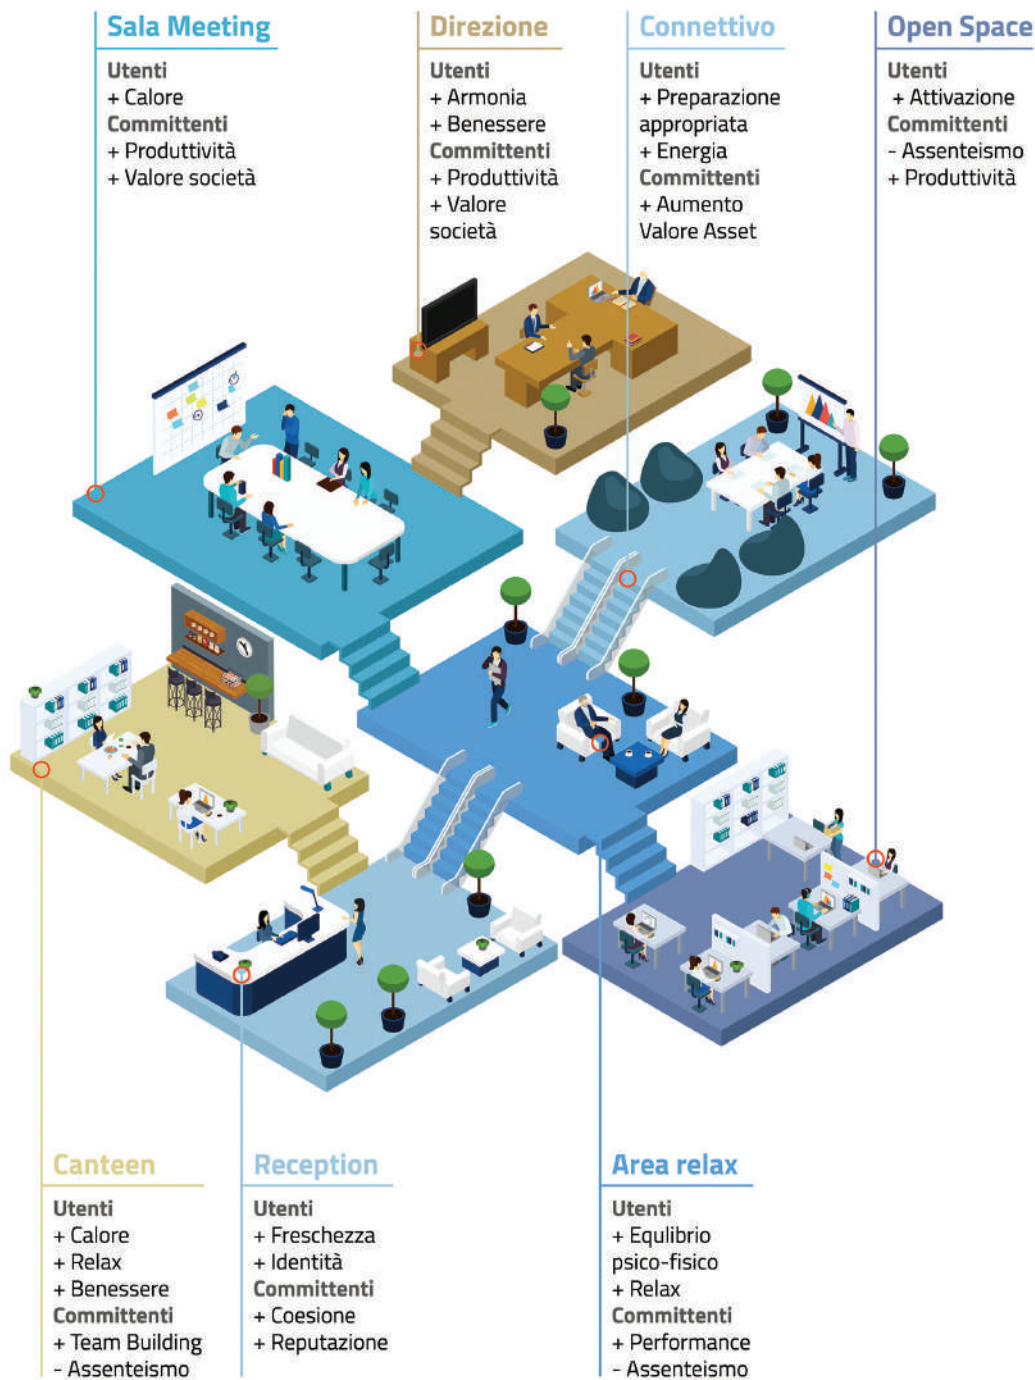 Sala Meeting
Utenti
+ Calore
Committenti
+ Produttività
+ Valore società
Direzione
Utenti
+ Armonia
+ Benessere
Committenti
+ Produttività
+ Valore
società
Connettivo
Utenti
+ Preparazione
appropriata
+ Energia
Committenti
+ Aumento
Valore Asset
Open Space
Utenti
+ Attivazione
Committenti
- Assenteismo
+ Produttività
Canteen
Utenti
+ Calore
+ Relax
+ Benessere
Committenti
+ Team Building
- Assenteismo
Reception
Utenti
+ Freschezza
+ Identità
Committenti
+ Coesione
+ Reputazione
Area relax
Utenti
+ Equlibrio
psico-fisico
+ Relax
Committenti
+ Performance
- Assenteismo